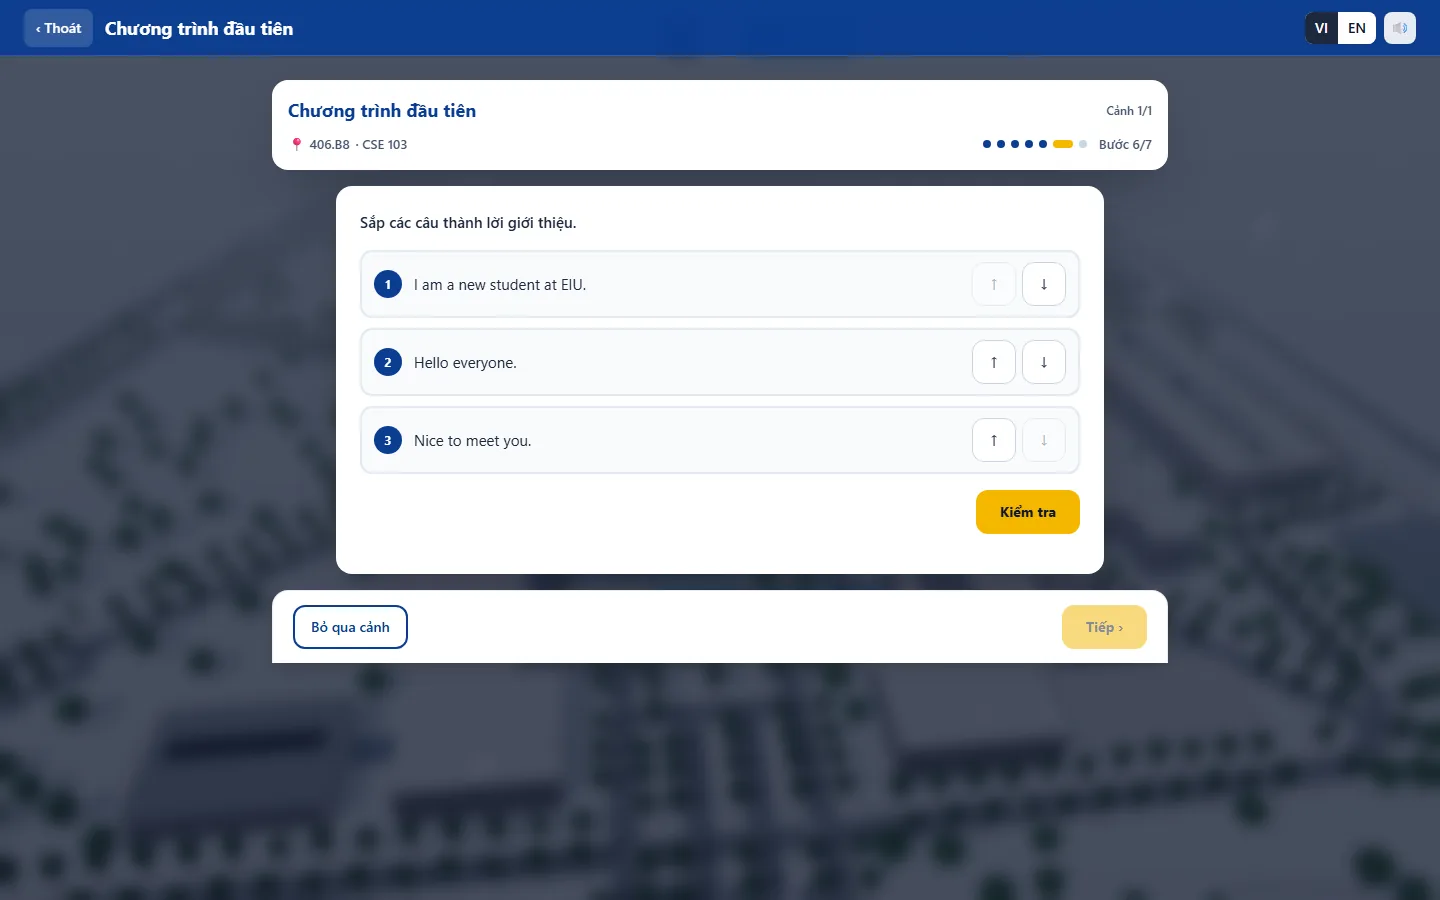 ‹ Thoát
Chương trình đầu tiên
VI
EN
Chương trình đầu tiên
Cảnh 1/1
406.B8 · CSE 103
Bước 6/7
Sắp các câu thành lời giới thiệu.
1 I am a new student at EIU. ↑ ↓
2 Hello everyone. ↑ ↓
3 Nice to meet you. ↑ ↓
Kiểm tra
Bỏ qua cảnh
Tiếp ›